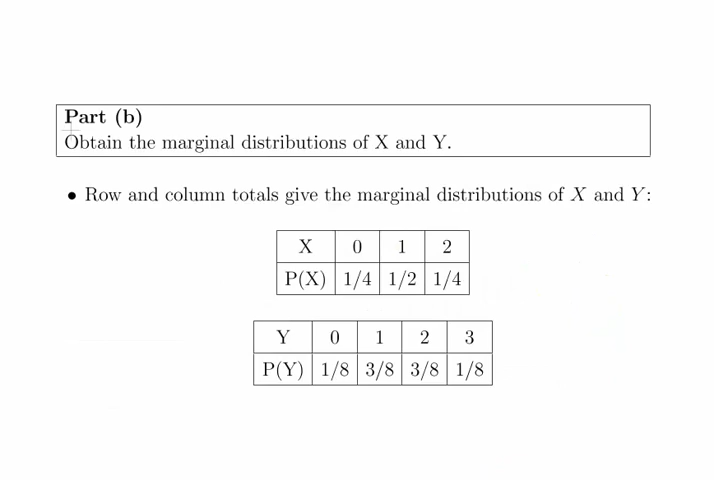 Part (b)
Obtain the marginal distributions of X and Y.
• Row and column totals give the marginal distributions of X and Y:
X 0 1 2
P(X) 1/4 1/2 1/4
Y 0 1 2 3
P(Y) 1/8 3/8 3/8 1/8